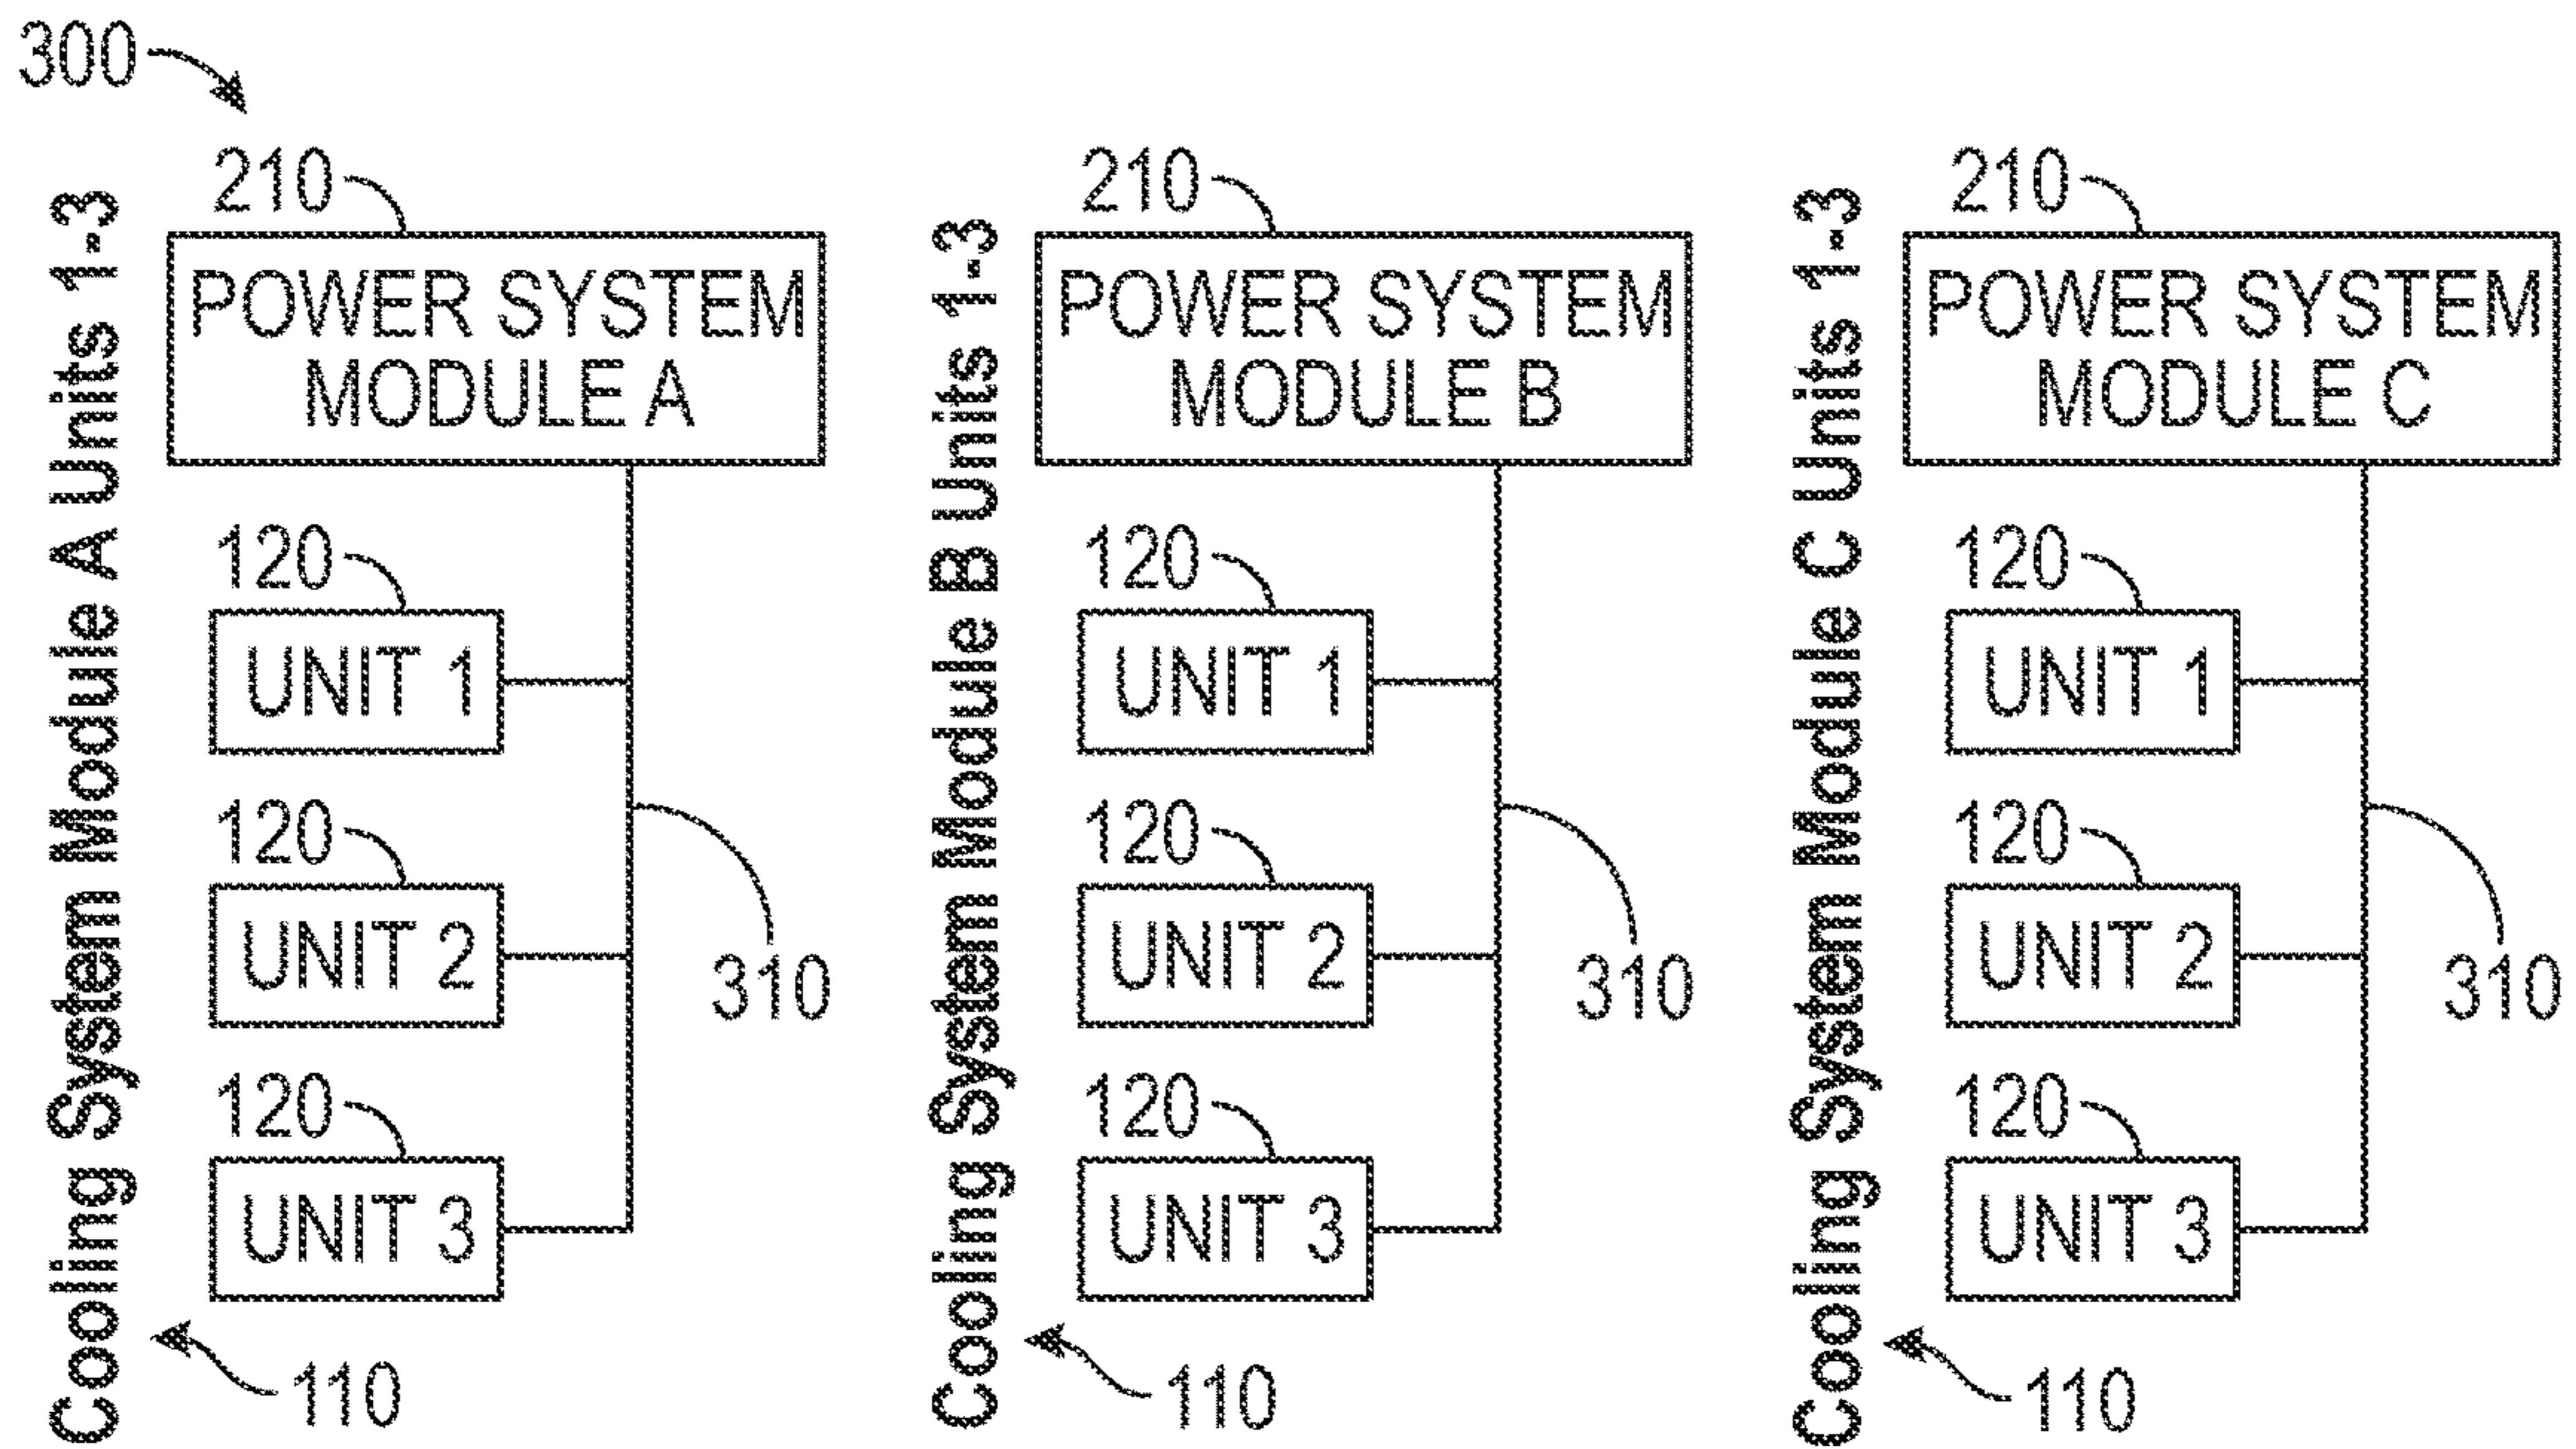 300
Cooling System Module A Units 1-3
210
POWER SYSTEM
MODULE A
120
UNIT 1
120
UNIT 2
310
120
UNIT 3
110
Cooling System Module B Units 1-3
210
POWER SYSTEM
MODULE B
120
UNIT 1
120
UNIT 2
310
120
UNIT 3
110
Cooling System Module C Units 1-3
210
POWER SYSTEM
MODULE C
120
UNIT 1
120
UNIT 2
310
120
UNIT 3
110